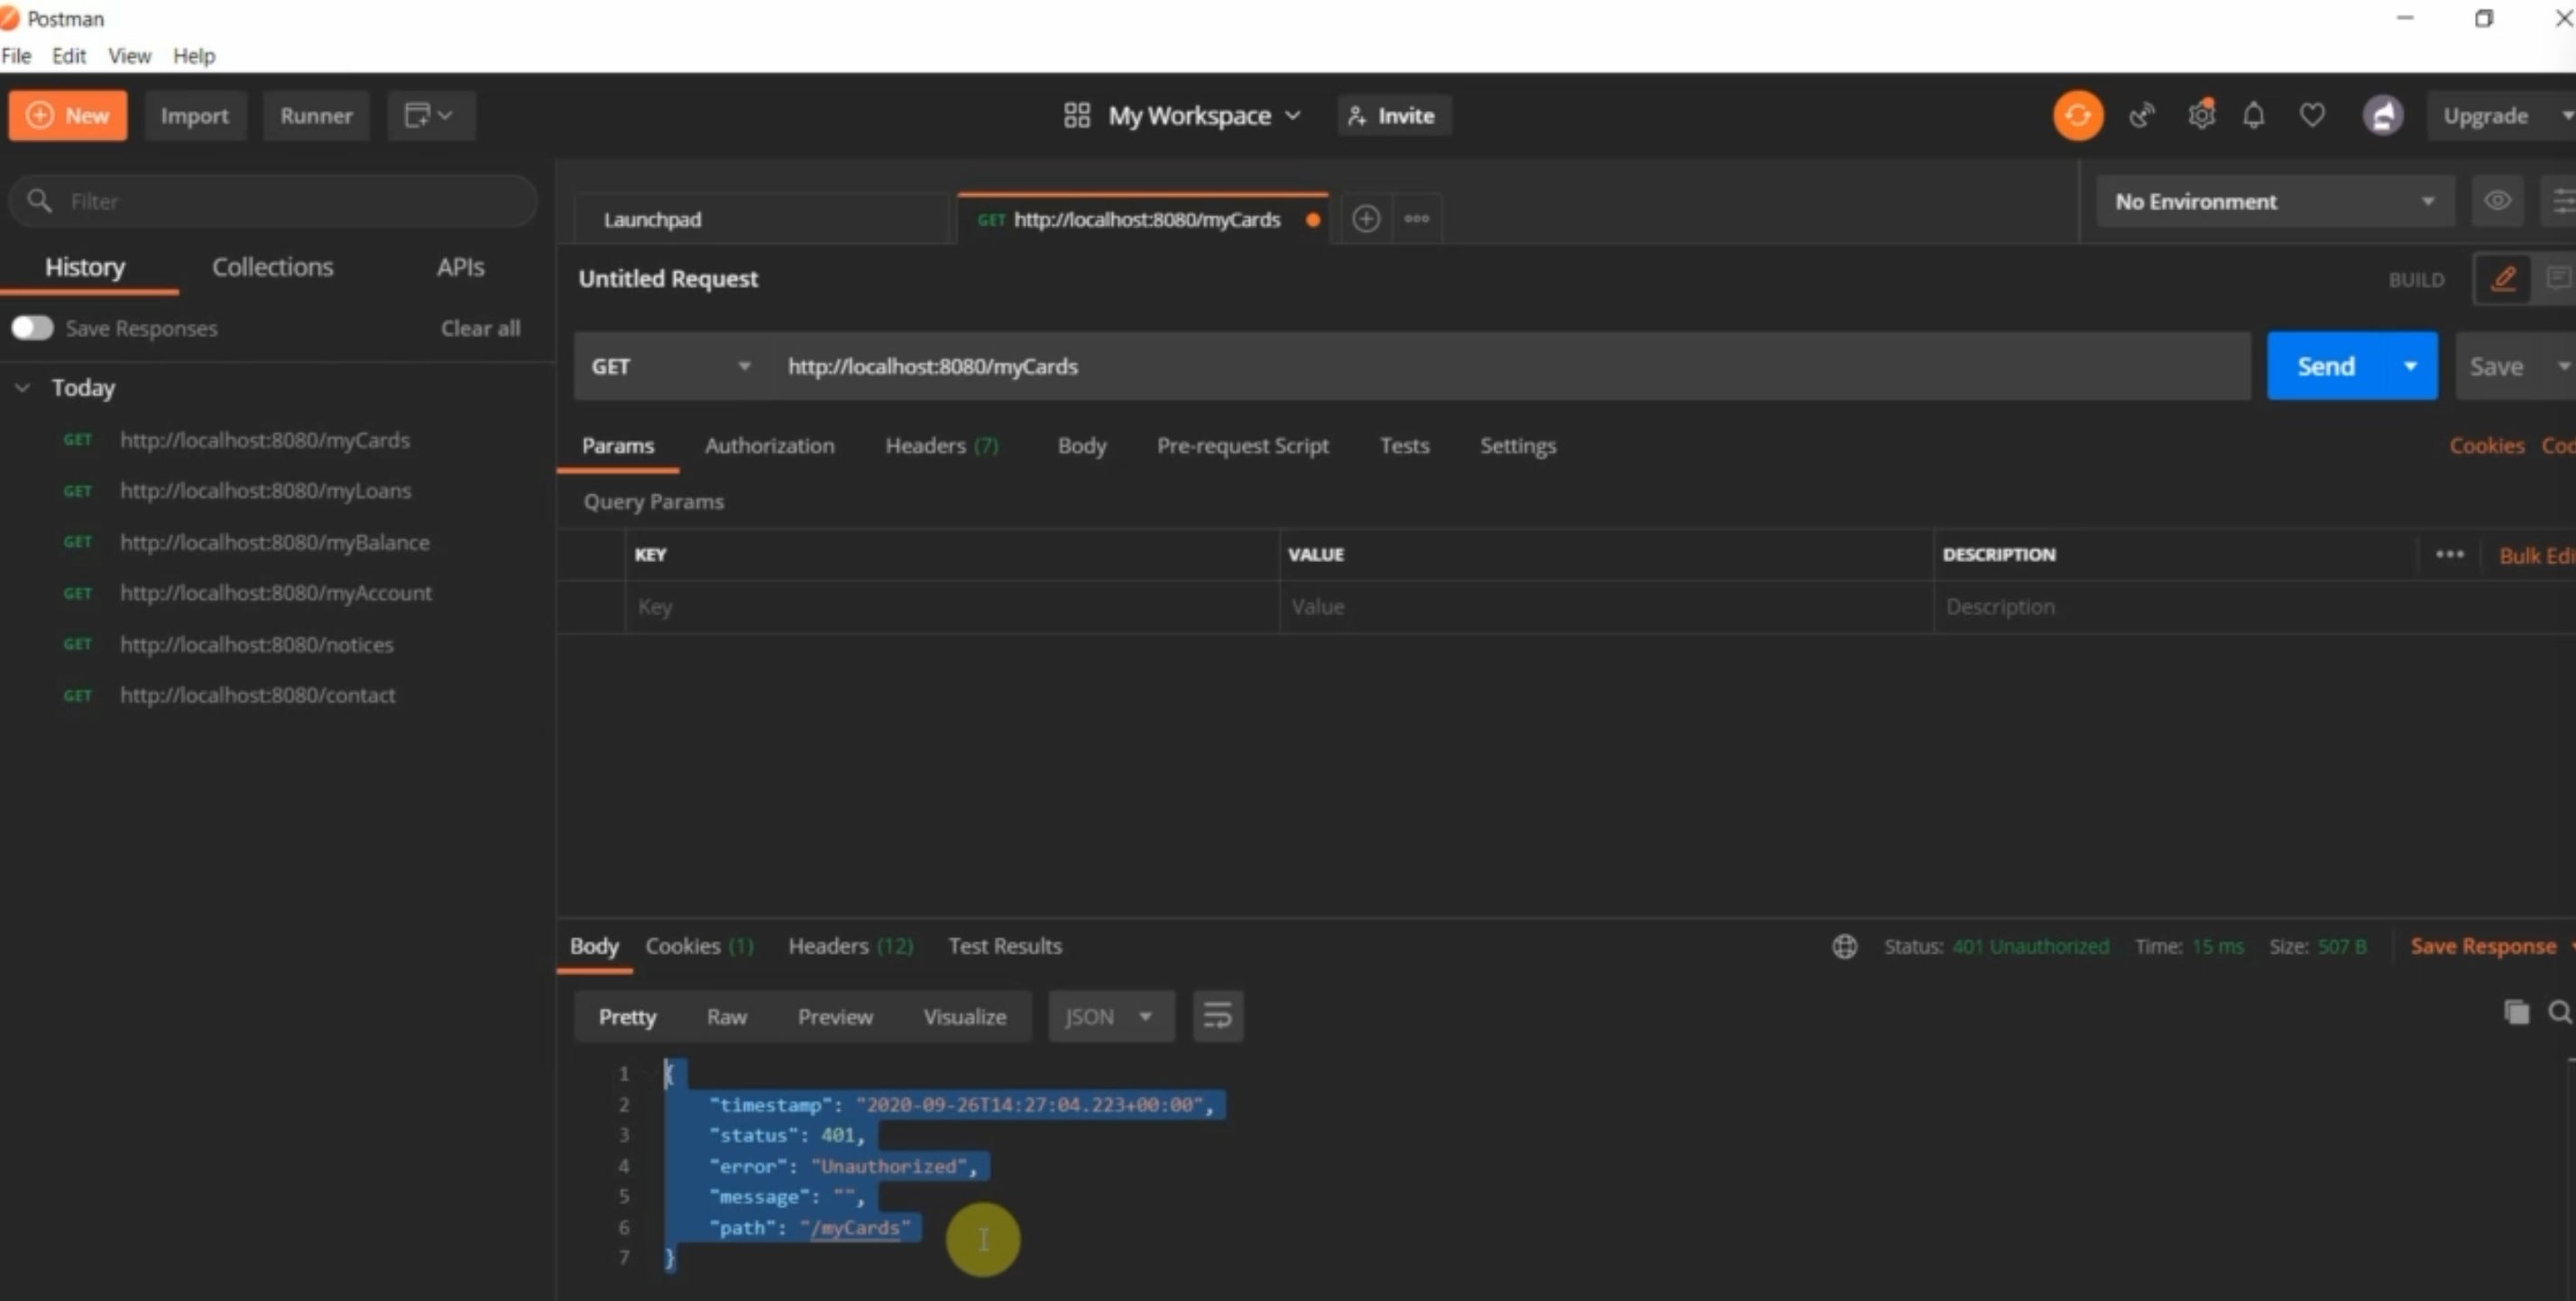 Postman
File Edit View Help
New Import Runner My Workspace Invite Upgrade
Filter
Launchpad GET http://localhost:8080/myCards No Environment
History Collections APIs
Untitled Request BUILD
Save Responses Clear all
GET http://localhost:8080/myCards Send Save
Today
GET http://localhost:8080/myCards
GET http://localhost:8080/myLoans
GET http://localhost:8080/myBalance
GET http://localhost:8080/myAccount
GET http://localhost:8080/notices
GET http://localhost:8080/contact
Params Authorization Headers (7) Body Pre-request Script Tests Settings Cookies
Query Params
KEY VALUE DESCRIPTION Bulk Edi
Key Value Description
Body Cookies (1) Headers (12) Test Results Status: 401 Unauthorized Time: 15 ms Size: 507 B Save Response
Pretty Raw Preview Visualize JSON
1 {
2 "timestamp": "2020-09-26T14:27:04.223+00:00",
3 "status": 401,
4 "error": "Unauthorized",
5 "message": "",
6 "path": "/myCards"
7 }